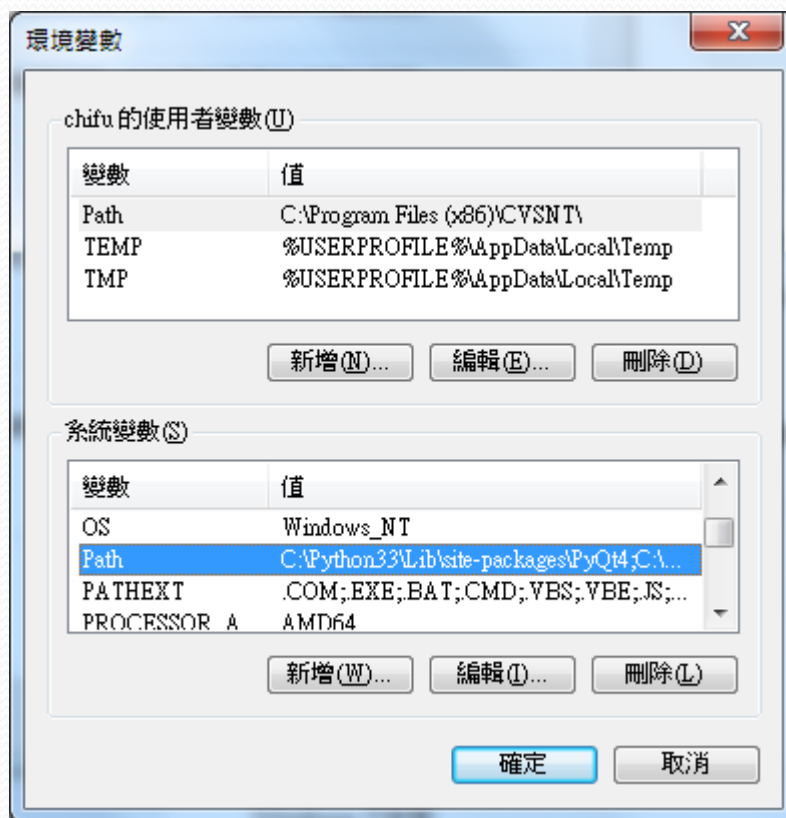 環境變數
chifu 的使用者變數(U)
變數 值
Path C:\Program Files (x86)\CVSNT\
TEMP %USERPROFILE%\AppData\Local\Temp
TMP %USERPROFILE%\AppData\Local\Temp
新增(N)... 編輯(E)... 刪除(D)
系統變數(S)
變數 值
OS Windows_NT
Path C:\Python33\Lib\site-packages\PyQt4;C:\...
PATHEXT .COM;.EXE;.BAT;.CMD;.VBS;.VBE;.JS;...
PROCESSOR_A... AMD64
新增(W)... 編輯(I)... 刪除(L)
確定 取消